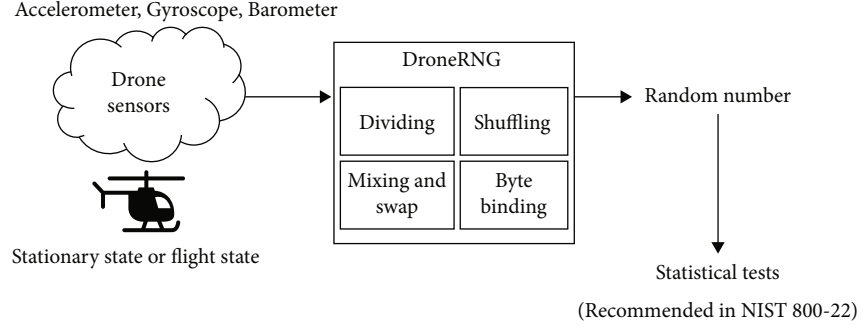 Accelerometer, Gyroscope, Barometer
Drone
sensors
Stationary state or flight state
DroneRNG
Dividing
Shuffling
Mixing and
swap
Byte
binding
Random number
Statistical tests
(Recommended in NIST 800-22)